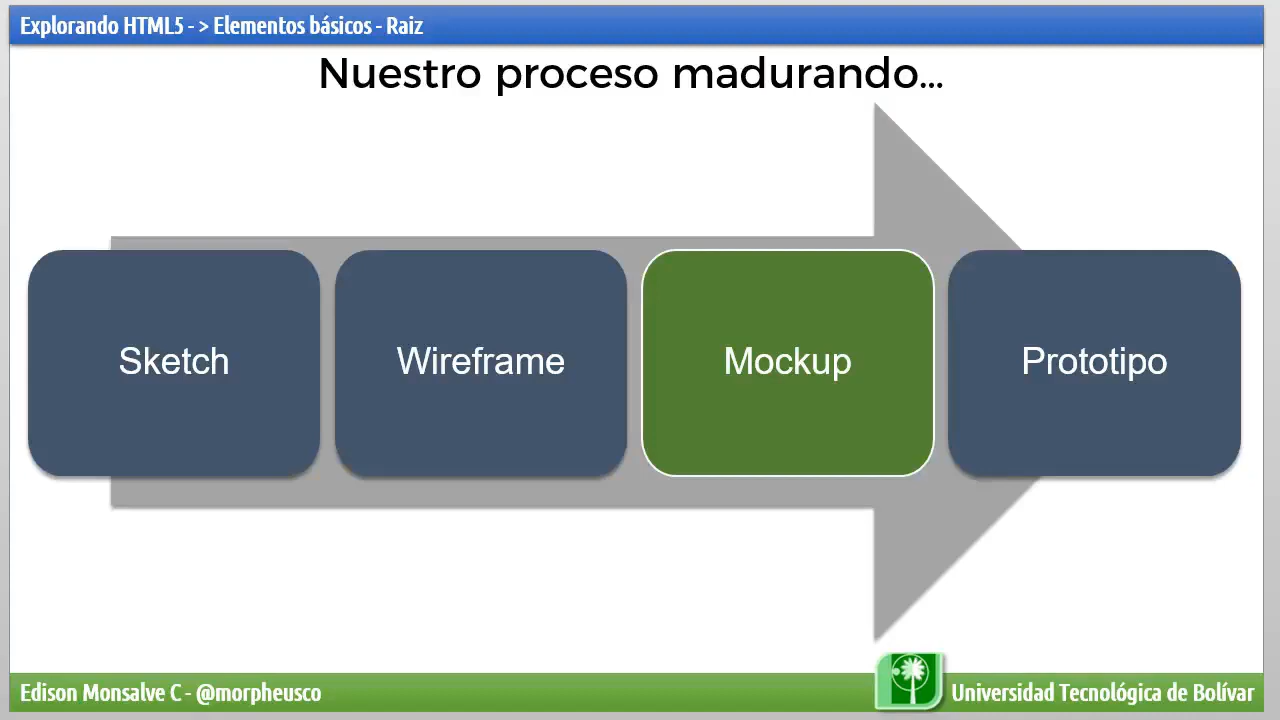 Explorando HTML5 - > Elementos básicos - Raiz
Nuestro proceso madurando...
Sketch
Wireframe
Mockup
Prototipo
Edison Monsalve C - @morpheusco
Universidad Tecnológica de Bolívar